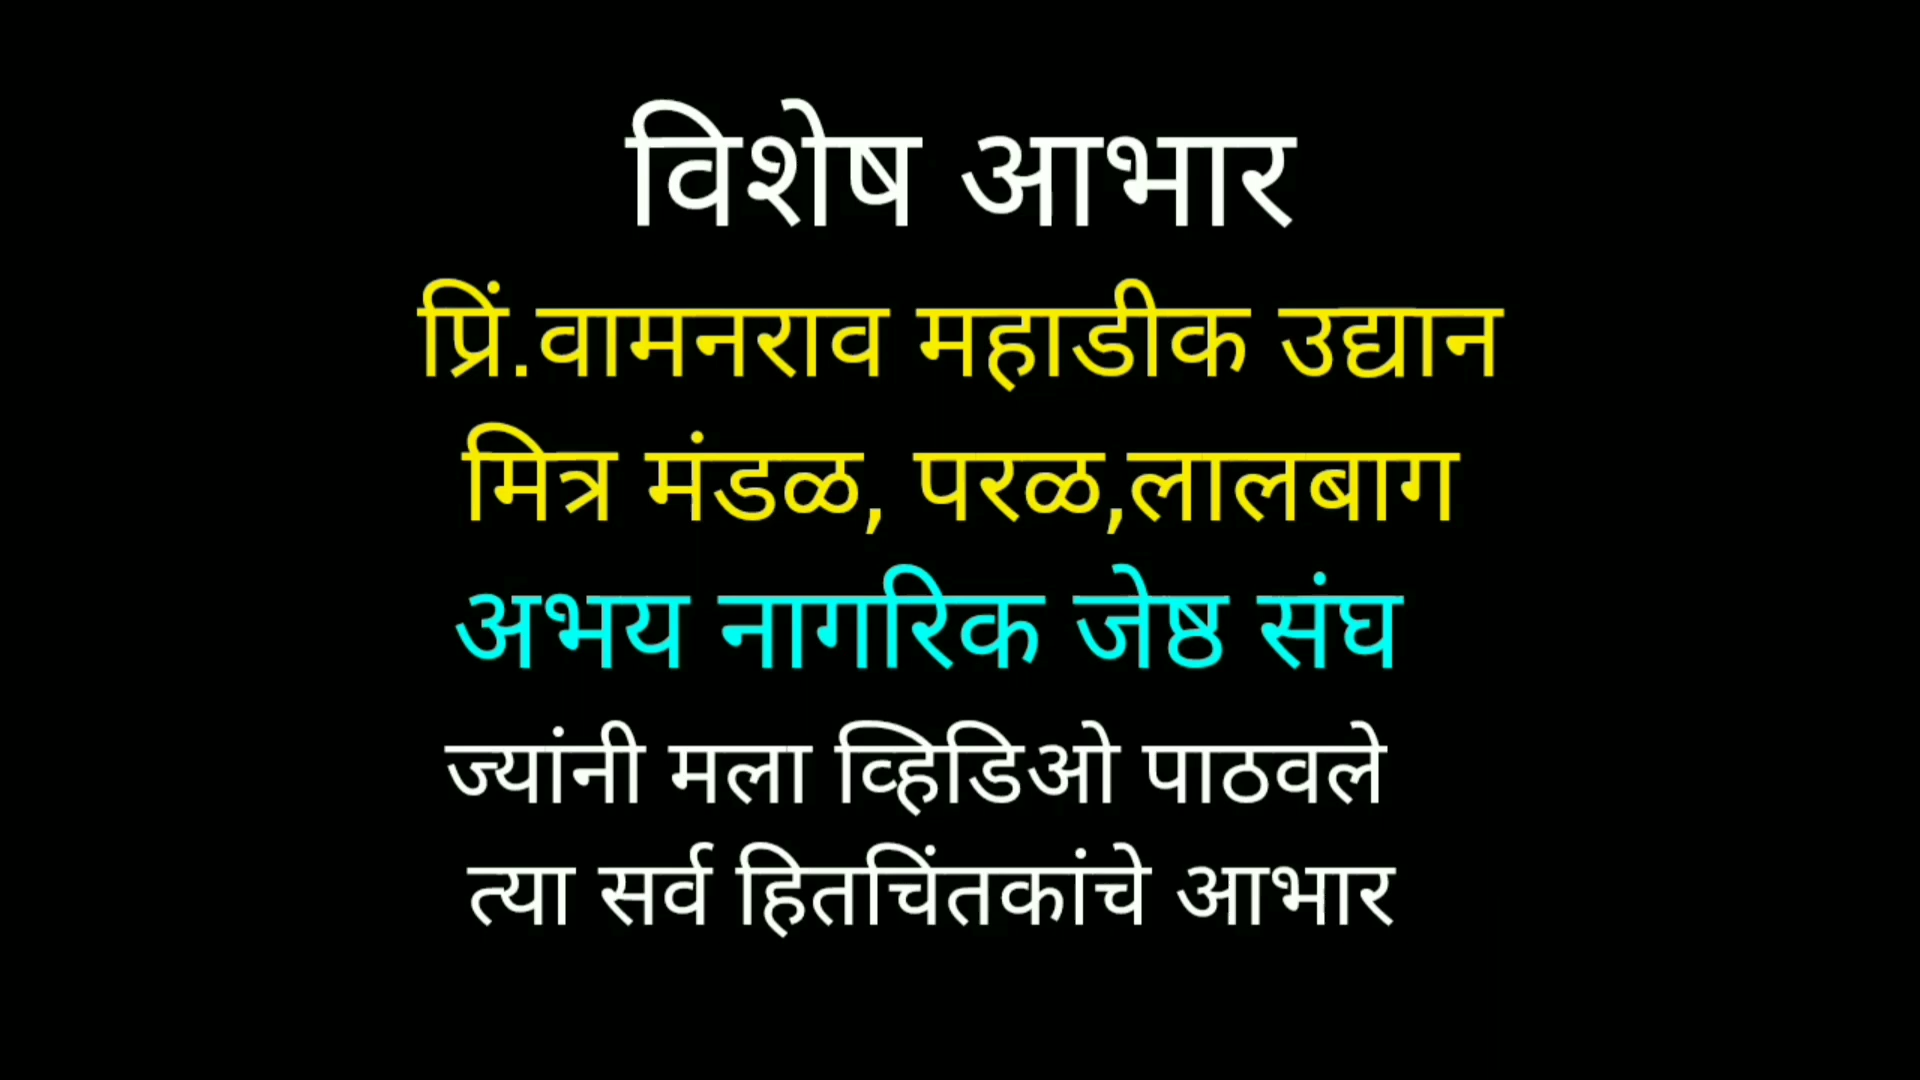 विशेष आभार
प्रिं.वामनराव महाडीक उद्यान
मित्र मंडळ, परळ,लालबाग
अभय नागरिक जेष्ठ संघ
ज्यांनी मला व्हिडिओ पाठवले
त्या सर्व हितचिंतकांचे आभार